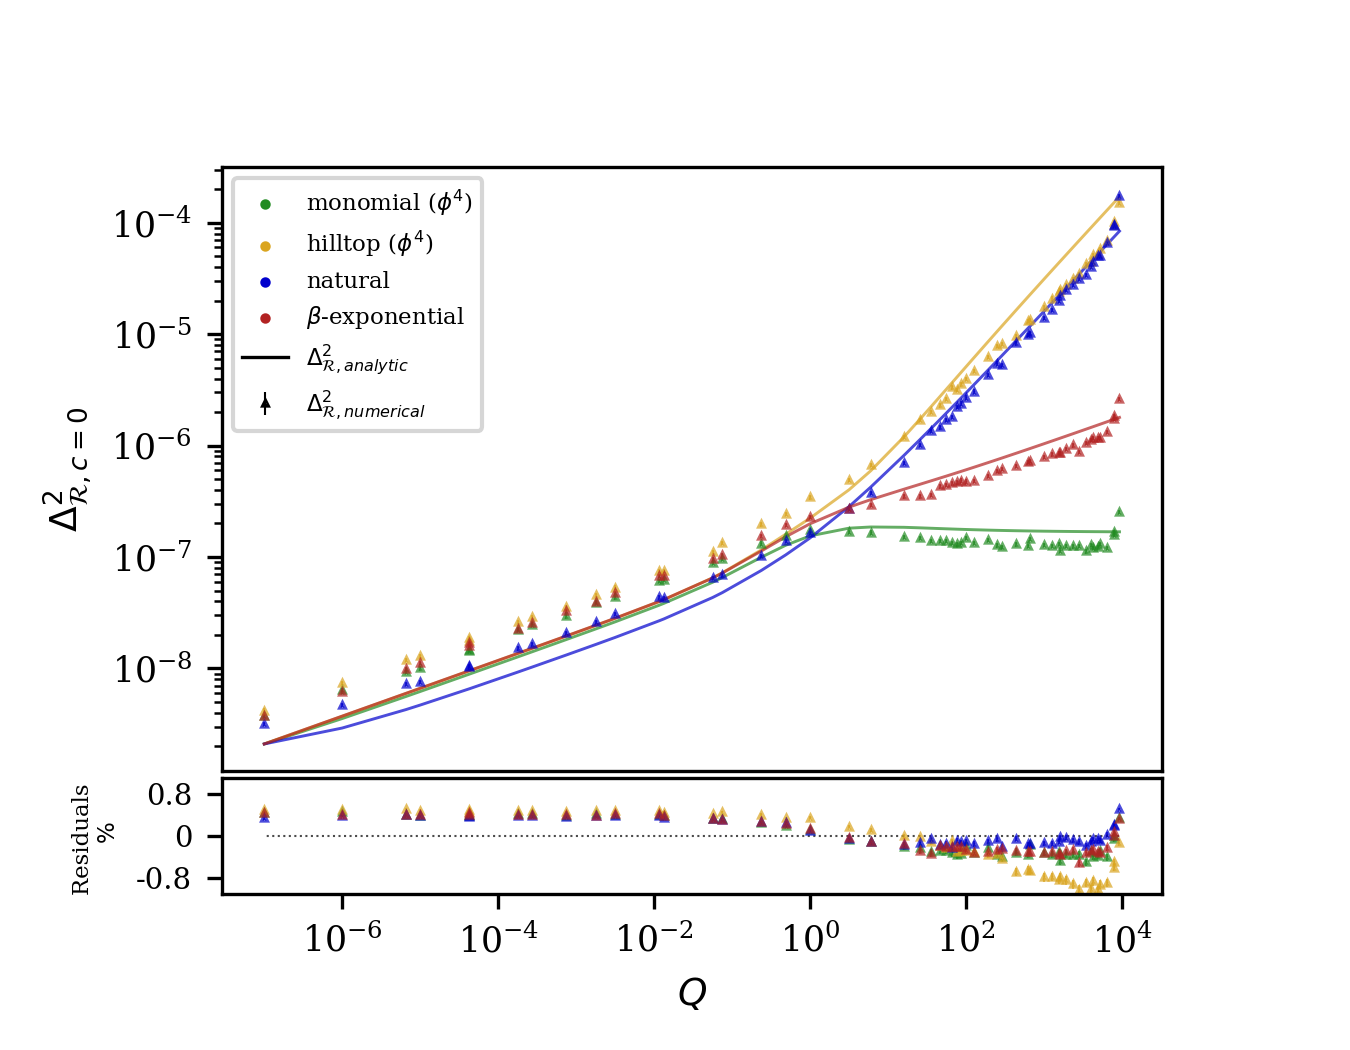 monomial (ϕ⁴)
hilltop (ϕ⁴)
natural
β-exponential
Δ²_{ℛ, analytic}
Δ²_{ℛ, numerical}
Δ²_{ℛ, c = 0}
10⁻⁴
10⁻⁵
10⁻⁶
10⁻⁷
10⁻⁸
Residuals
%
0.8
0
-0.8
10⁻⁶ 10⁻⁴ 10⁻² 10⁰ 10² 10⁴
Q